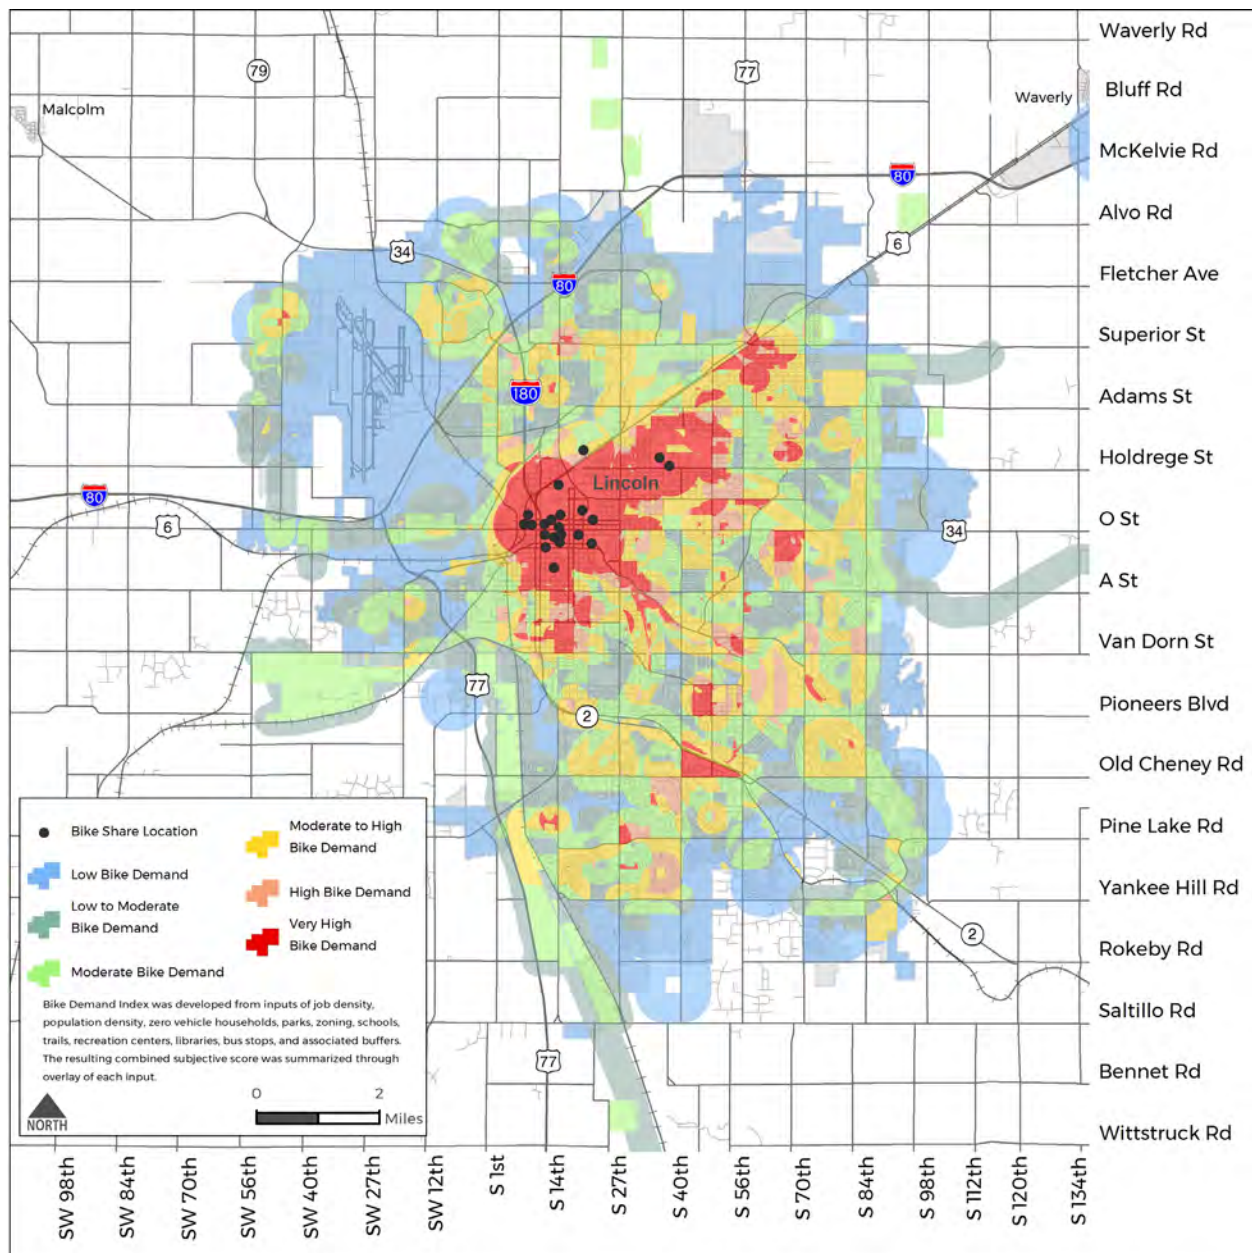 Waverly Rd
79
77
Bluff Rd
Malcolm
Waverly
McKelvie Rd
80
Alvo Rd
34
6
Fletcher Ave
80
Superior St
180
Adams St
Holdrege St
Lincoln
80
6
O St
34
A St
Van Dorn St
77
Pioneers Blvd
2
Old Cheney Rd
Pine Lake Rd
Yankee Hill Rd
2
Rokeby Rd
Saltillo Rd
77
Bennet Rd
Wittstruck Rd
Bike Share Location
Low Bike Demand
Low to Moderate
Bike Demand
Moderate Bike Demand
Moderate to High
Bike Demand
High Bike Demand
Very High
Bike Demand
Bike Demand Index was developed from inputs of job density,
population density, zero vehicle households, parks, zoning, schools,
trails, recreation centers, libraries, bus stops, and associated buffers.
The resulting combined subjective score was summarized through
overlay of each input.
0 2
Miles
NORTH
SW 98th
SW 84th
SW 70th
SW 56th
SW 40th
SW 27th
SW 12th
S 1st
S 14th
S 27th
S 40th
S 56th
S 70th
S 84th
S 98th
S 112th
S 120th
S 134th